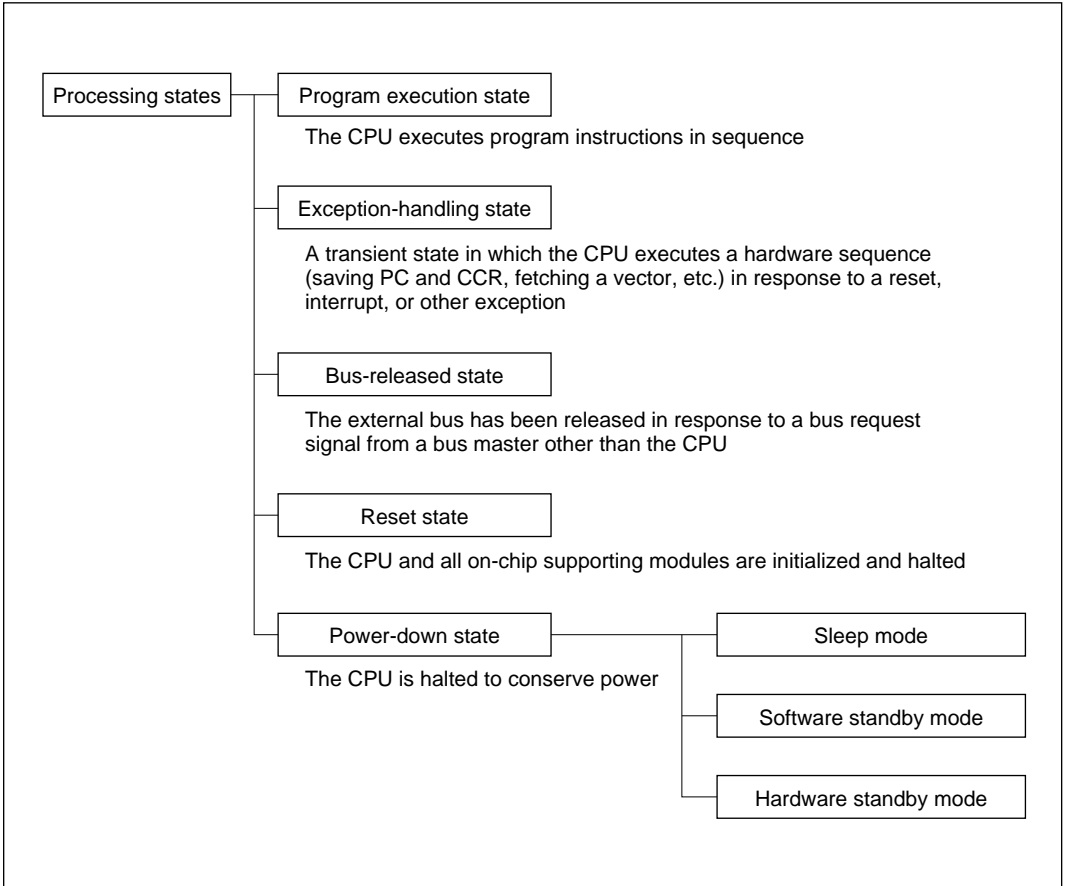 Processing states
Program execution state
The CPU executes program instructions in sequence
Exception-handling state
A transient state in which the CPU executes a hardware sequence
(saving PC and CCR, fetching a vector, etc.) in response to a reset,
interrupt, or other exception
Bus-released state
The external bus has been released in response to a bus request
signal from a bus master other than the CPU
Reset state
The CPU and all on-chip supporting modules are initialized and halted
Power-down state
Sleep mode
The CPU is halted to conserve power
Software standby mode
Hardware standby mode